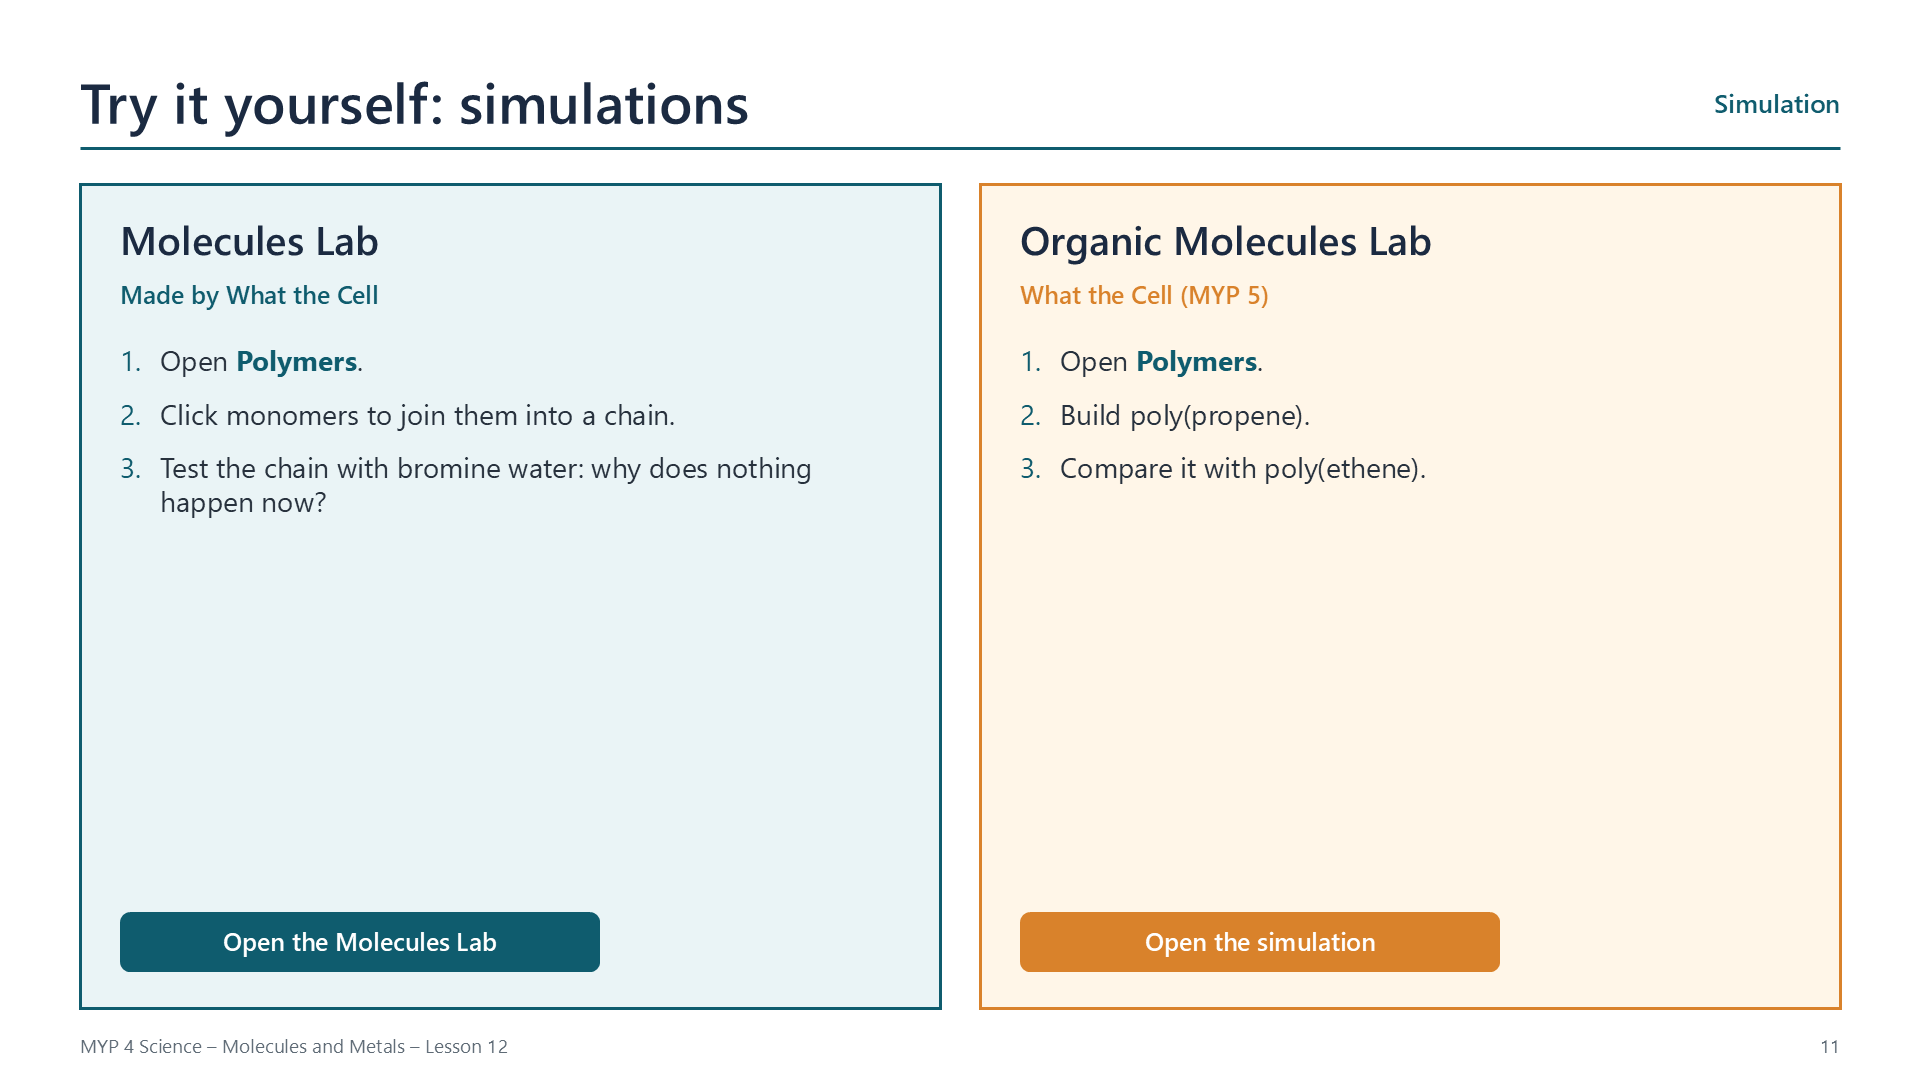 Try it yourself: simulations
Simulation
Molecules Lab
Made by What the Cell
1. Open Polymers.
2. Click monomers to join them into a chain.
3. Test the chain with bromine water: why does nothing
happen now?
Open the Molecules Lab
Organic Molecules Lab
What the Cell (MYP 5)
1. Open Polymers.
2. Build poly(propene).
3. Compare it with poly(ethene).
Open the simulation
MYP 4 Science – Molecules and Metals – Lesson 12
11